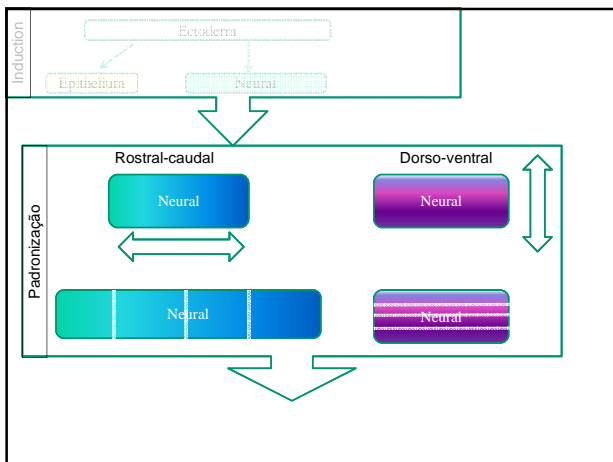 Induction
Ectoderm
Epithelium
Neural
Padronização
Rostral-caudal
Dorso-ventral
Neural
Neural
Neural
Neural